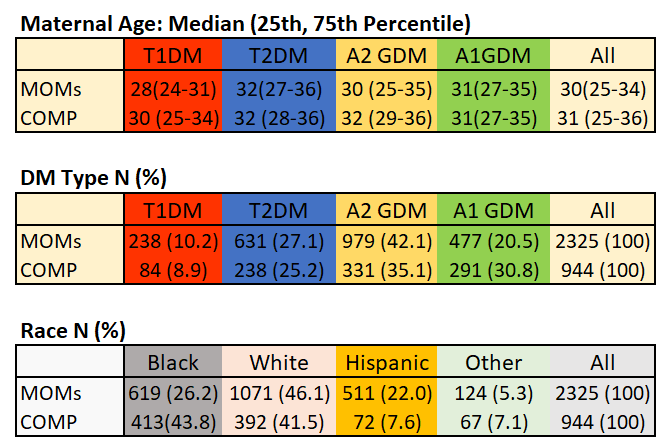 Maternal Age: Median (25th, 75th Percentile)
T1DM T2DM A2 GDM A1GDM All
MOMs 28(24-31) 32(27-36) 30 (25-35) 31(27-35) 30(25-34)
COMP 30 (25-34) 32 (28-36) 32 (29-36) 31(27-35) 31 (25-36)
DM Type N (%)
T1DM T2DM A2 GDM A1 GDM All
MOMs 238 (10.2) 631 (27.1) 979 (42.1) 477 (20.5) 2325 (100)
COMP 84 (8.9) 238 (25.2) 331 (35.1) 291 (30.8) 944 (100)
Race N (%)
Black White Hispanic Other All
MOMs 619 (26.2) 1071 (46.1) 511 (22.0) 124 (5.3) 2325 (100)
COMP 413(43.8) 392 (41.5) 72 (7.6) 67 (7.1) 944 (100)